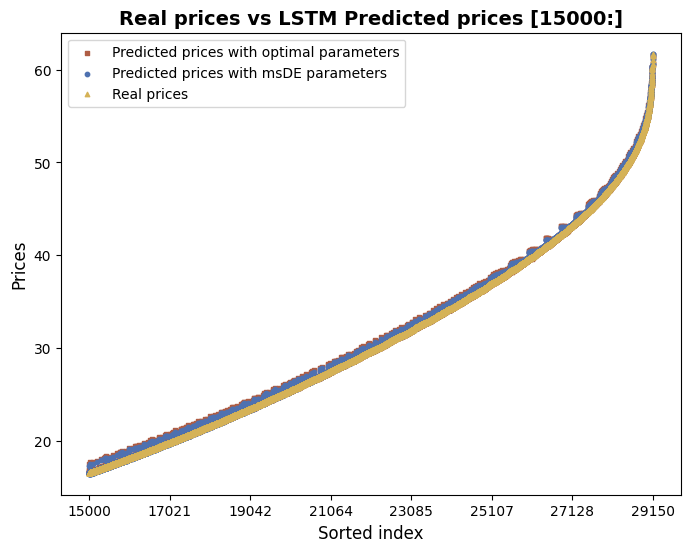 Real prices vs LSTM Predicted prices [15000:]
Predicted prices with optimal parameters
Predicted prices with msDE parameters
Real prices
Prices
60
50
40
30
20
15000 17021 19042 21064 23085 25107 27128 29150
Sorted index